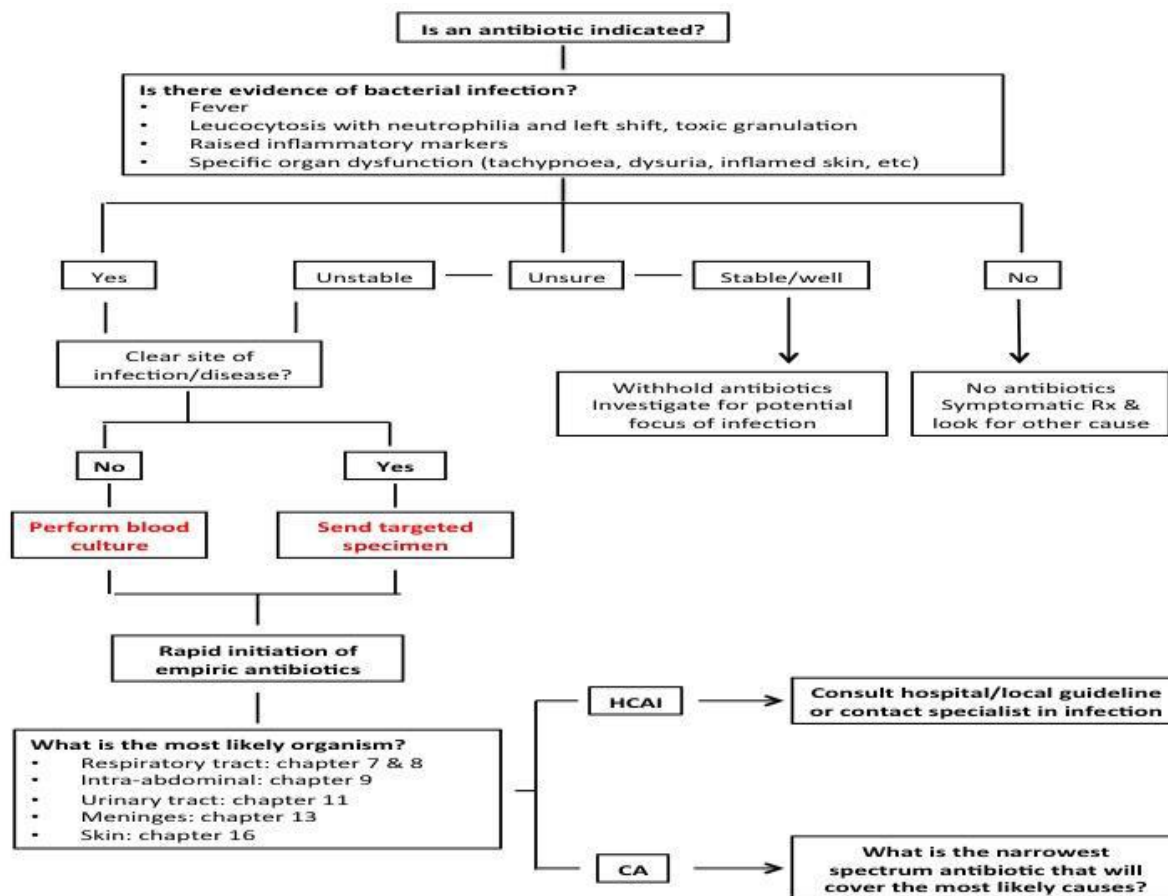 Is an antibiotic indicated?
Is there evidence of bacterial infection?
• Fever
• Leucocytosis with neutrophilia and left shift, toxic granulation
• Raised inflammatory markers
• Specific organ dysfunction (tachypnoea, dysuria, inflamed skin, etc)
Yes
Unstable
Unsure
Stable/well
No
Clear site of
infection/disease?
Withhold antibiotics
Investigate for potential
focus of infection
No antibiotics
Symptomatic Rx &
look for other cause
No
Yes
Perform blood
culture
Send targeted
specimen
Rapid initiation of
empiric antibiotics
What is the most likely organism?
• Respiratory tract: chapter 7 & 8
• Intra-abdominal: chapter 9
• Urinary tract: chapter 11
• Meninges: chapter 13
• Skin: chapter 16
HCAI
Consult hospital/local guideline
or contact specialist in infection
CA
What is the narrowest
spectrum antibiotic that will
cover the most likely causes?